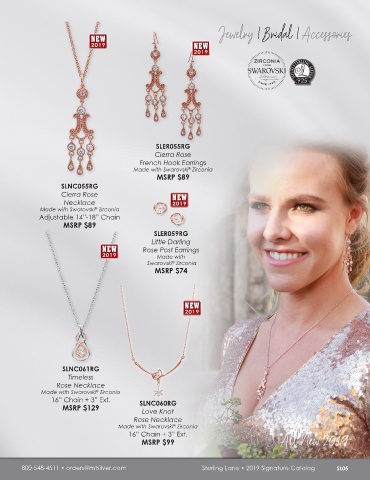 Jewelry | Bridal | Accessories
NEW
2019
NEW
2019
ZIRCONIA
FROM
SWAROVSKI
SLER055RG
Cierra Rose
French Hook Earrings
Made with Swarovski® Zirconia
MSRP $89
SLNC055RG
Cierra Rose
Necklace
Made with Swarovski® Zirconia
Adjustable 14"-18" Chain
MSRP $89
NEW
2019
SLER059RG
Little Darling
Rose Post Earrings
Made with
Swarovski® Zirconia
MSRP $74
NEW
2019
NEW
2019
SLNC061RG
Timeless
Rose Necklace
Made with Swarovski® Zirconia
16" Chain + 3" Ext.
MSRP $129
SLNC060RG
Love Knot
Rose Necklace
Made with Swarovski® Zirconia
16" Chain + 3" Ext.
MSRP $99
All New 2019
800-548-4511 • orders@mtsilver.com
Sterling Lane • 2019 Signature Catalog
SL05